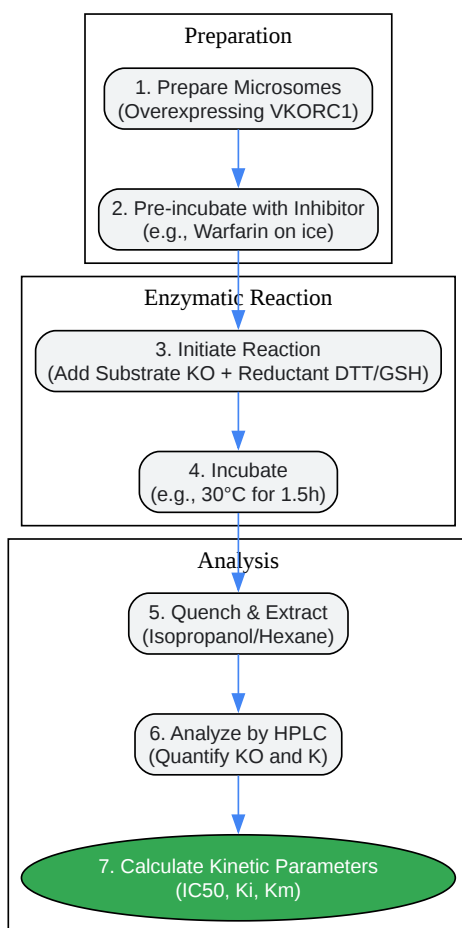 Preparation
1. Prepare Microsomes
(Overexpressing VKORC1)
2. Pre-incubate with Inhibitor
(e.g., Warfarin on ice)
Enzymatic Reaction
3. Initiate Reaction
(Add Substrate KO + Reductant DTT/GSH)
4. Incubate
(e.g., 30°C for 1.5h)
Analysis
5. Quench & Extract
(Isopropanol/Hexane)
6. Analyze by HPLC
(Quantify KO and K)
7. Calculate Kinetic Parameters
(IC50, Ki, Km)